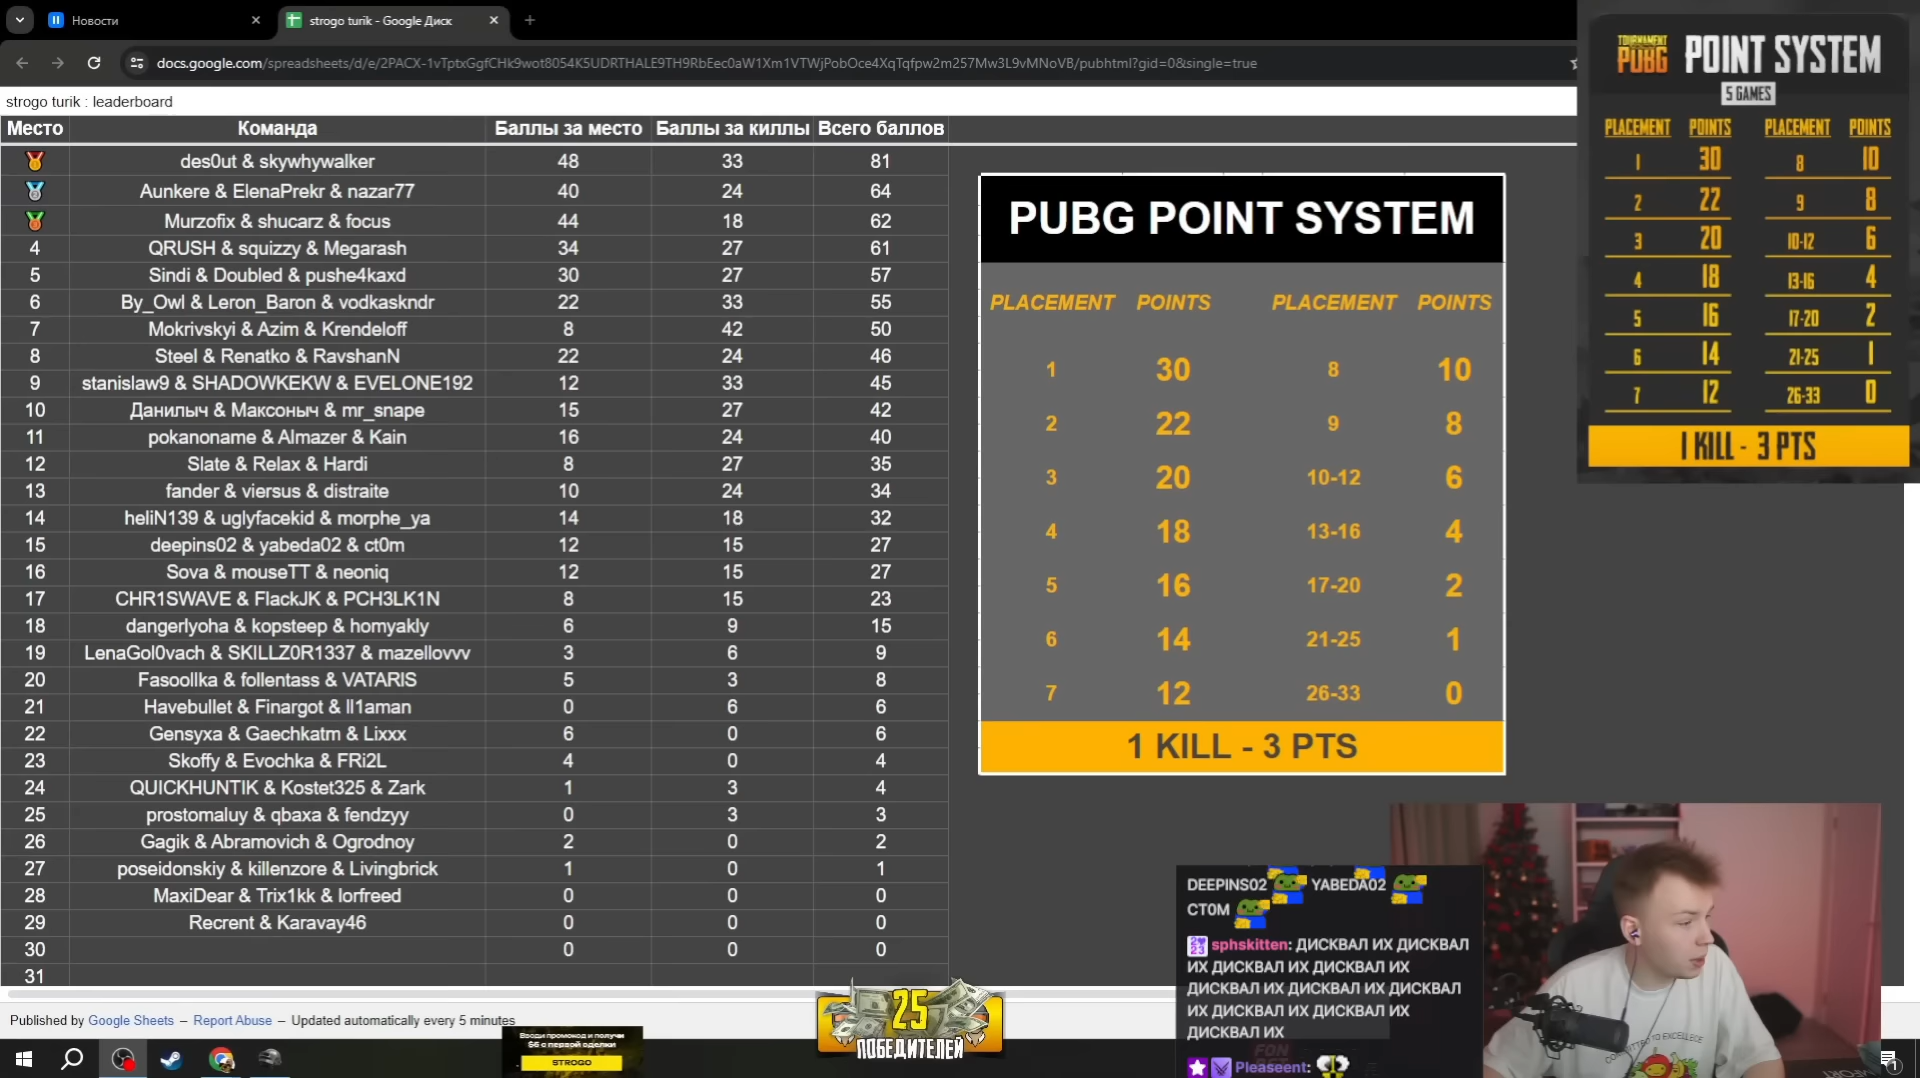 Новости
strogo turik - Google Диск
docs.google.com/spreadsheets/d/e/2PACX-1vTptxGgfCHk9wot8054K5UDRTHALE9TH9RbEec0aW1Xm1VTWjPobOce4XqTqfpw2m257Mw3L9vMNoVB/pubhtml?gid=0&single=true
strogo turik : leaderboard
Место Команда Баллы за место Баллы за киллы Всего баллов
des0ut & skywhywalker 48 33 81
Aunkere & ElenaPrekr & nazar77 40 24 64
Murzofix & shucarz & focus 44 18 62
4 QRUSH & squizzy & Megarash 34 27 61
5 Sindi & Doubled & pushe4kaxd 30 27 57
6 By_Owl & Leron_Baron & vodkaskndr 22 33 55
7 Mokrivskyi & Azim & Krendeloff 8 42 50
8 Steel & Renatko & RavshanN 22 24 46
9 stanislaw9 & SHADOWKEKW & EVELONE192 12 33 45
10 Данилыч & Максоныч & mr_snape 15 27 42
11 pokanoname & Almazer & Kain 16 24 40
12 Slate & Relax & Hardi 8 27 35
13 fander & viersus & distraite 10 24 34
14 heliN139 & uglyfacekid & morphe_ya 14 18 32
15 deepins02 & yabeda02 & ct0m 12 15 27
16 Sova & mouseTT & neoniq 12 15 27
17 CHR1SWAVE & FlackJK & PCH3LK1N 8 15 23
18 dangerlyoha & kopsteep & homyakly 6 9 15
19 LenaGol0vach & SKILLZ0R1337 & mazellovvv 3 6 9
20 Fasoollka & follentass & VATARIS 5 3 8
21 Havebullet & Finargot & ll1aman 0 6 6
22 Gensyxa & Gaechkatm & Lixxx 6 0 6
23 Skoffy & Evochka & FRi2L 4 0 4
24 QUICKHUNTIK & Kostet325 & Zark 1 3 4
25 prostomaluy & qbaxa & fendzyy 0 3 3
26 Gagik & Abramovich & Ogrodnoy 2 0 2
27 poseidonskiy & killenzore & Livingbrick 1 0 1
28 MaxiDear & Trix1kk & lorfreed 0 0 0
29 Recrent & Karavay46 0 0 0
30 0 0 0
31
PUBG POINT SYSTEM
PLACEMENT POINTS PLACEMENT POINTS
1 30 8 10
2 22 9 8
3 20 10-12 6
4 18 13-16 4
5 16 17-20 2
6 14 21-25 1
7 12 26-33 0
1 KILL - 3 PTS
TOURNAMENT
PUBG
POINT SYSTEM
5 GAMES
PLACEMENT POINTS PLACEMENT POINTS
1 30 8 10
2 22 9 8
3 20 10-12 6
4 18 13-16 4
5 16 17-20 2
6 14 21-25 1
7 12 26-33 0
1 KILL - 3 PTS
DEEPINS02 YABEDA02
CT0M
sphskitten: ДИСКВАЛ ИХ ДИСКВАЛ
ИХ ДИСКВАЛ ИХ ДИСКВАЛ ИХ
ДИСКВАЛ ИХ ДИСКВАЛ ИХ ДИСКВАЛ
ИХ ДИСКВАЛ ИХ ДИСКВАЛ ИХ
ДИСКВАЛ ИХ
Pleaseent:
Published by Google Sheets – Report Abuse – Updated automatically every 5 minutes
Вводи промокод и получи
$6 с первой сделки
STROGO
25
ПОБЕДИТЕЛЕЙ
1